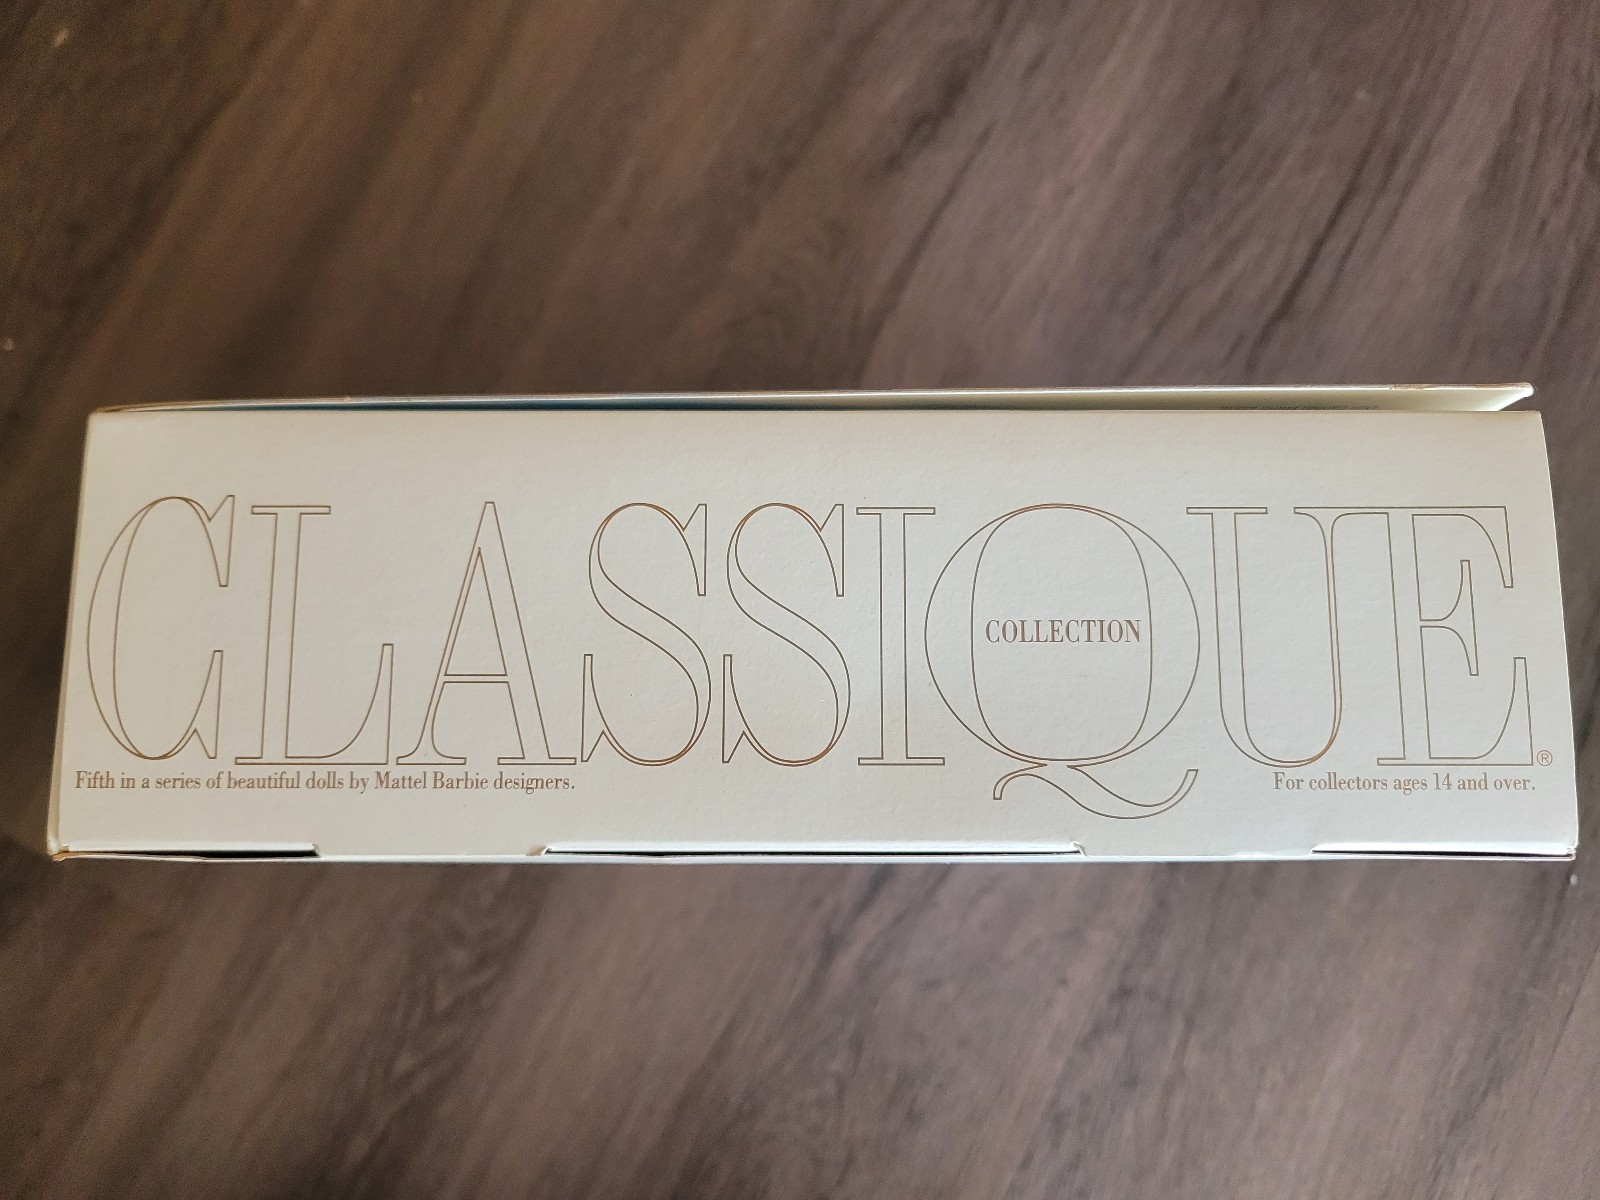 CLASSIQUE®
COLLECTION
Fifth in a series of beautiful dolls by Mattel Barbie designers.
For collectors ages 14 and over.